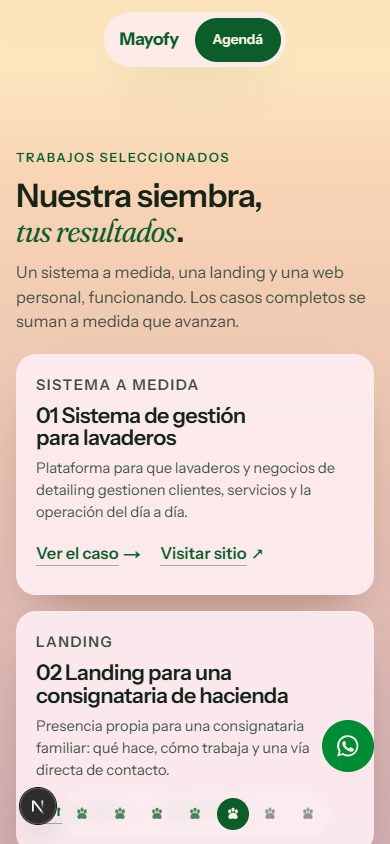 Mayofy
Agendá
TRABAJOS SELECCIONADOS
Nuestra siembra,
tus resultados.
Un sistema a medida, una landing y una web
personal, funcionando. Los casos completos se
suman a medida que avanzan.
SISTEMA A MEDIDA
01 Sistema de gestión
para lavaderos
Plataforma para que lavaderos y negocios de
detailing gestionen clientes, servicios y la
operación del día a día.
Ver el caso → Visitar sitio ↗
LANDING
02 Landing para una
consignataria de hacienda
Presencia propia para una consignataria
familiar: qué hace, cómo trabaja y una vía
directa de contacto.
N